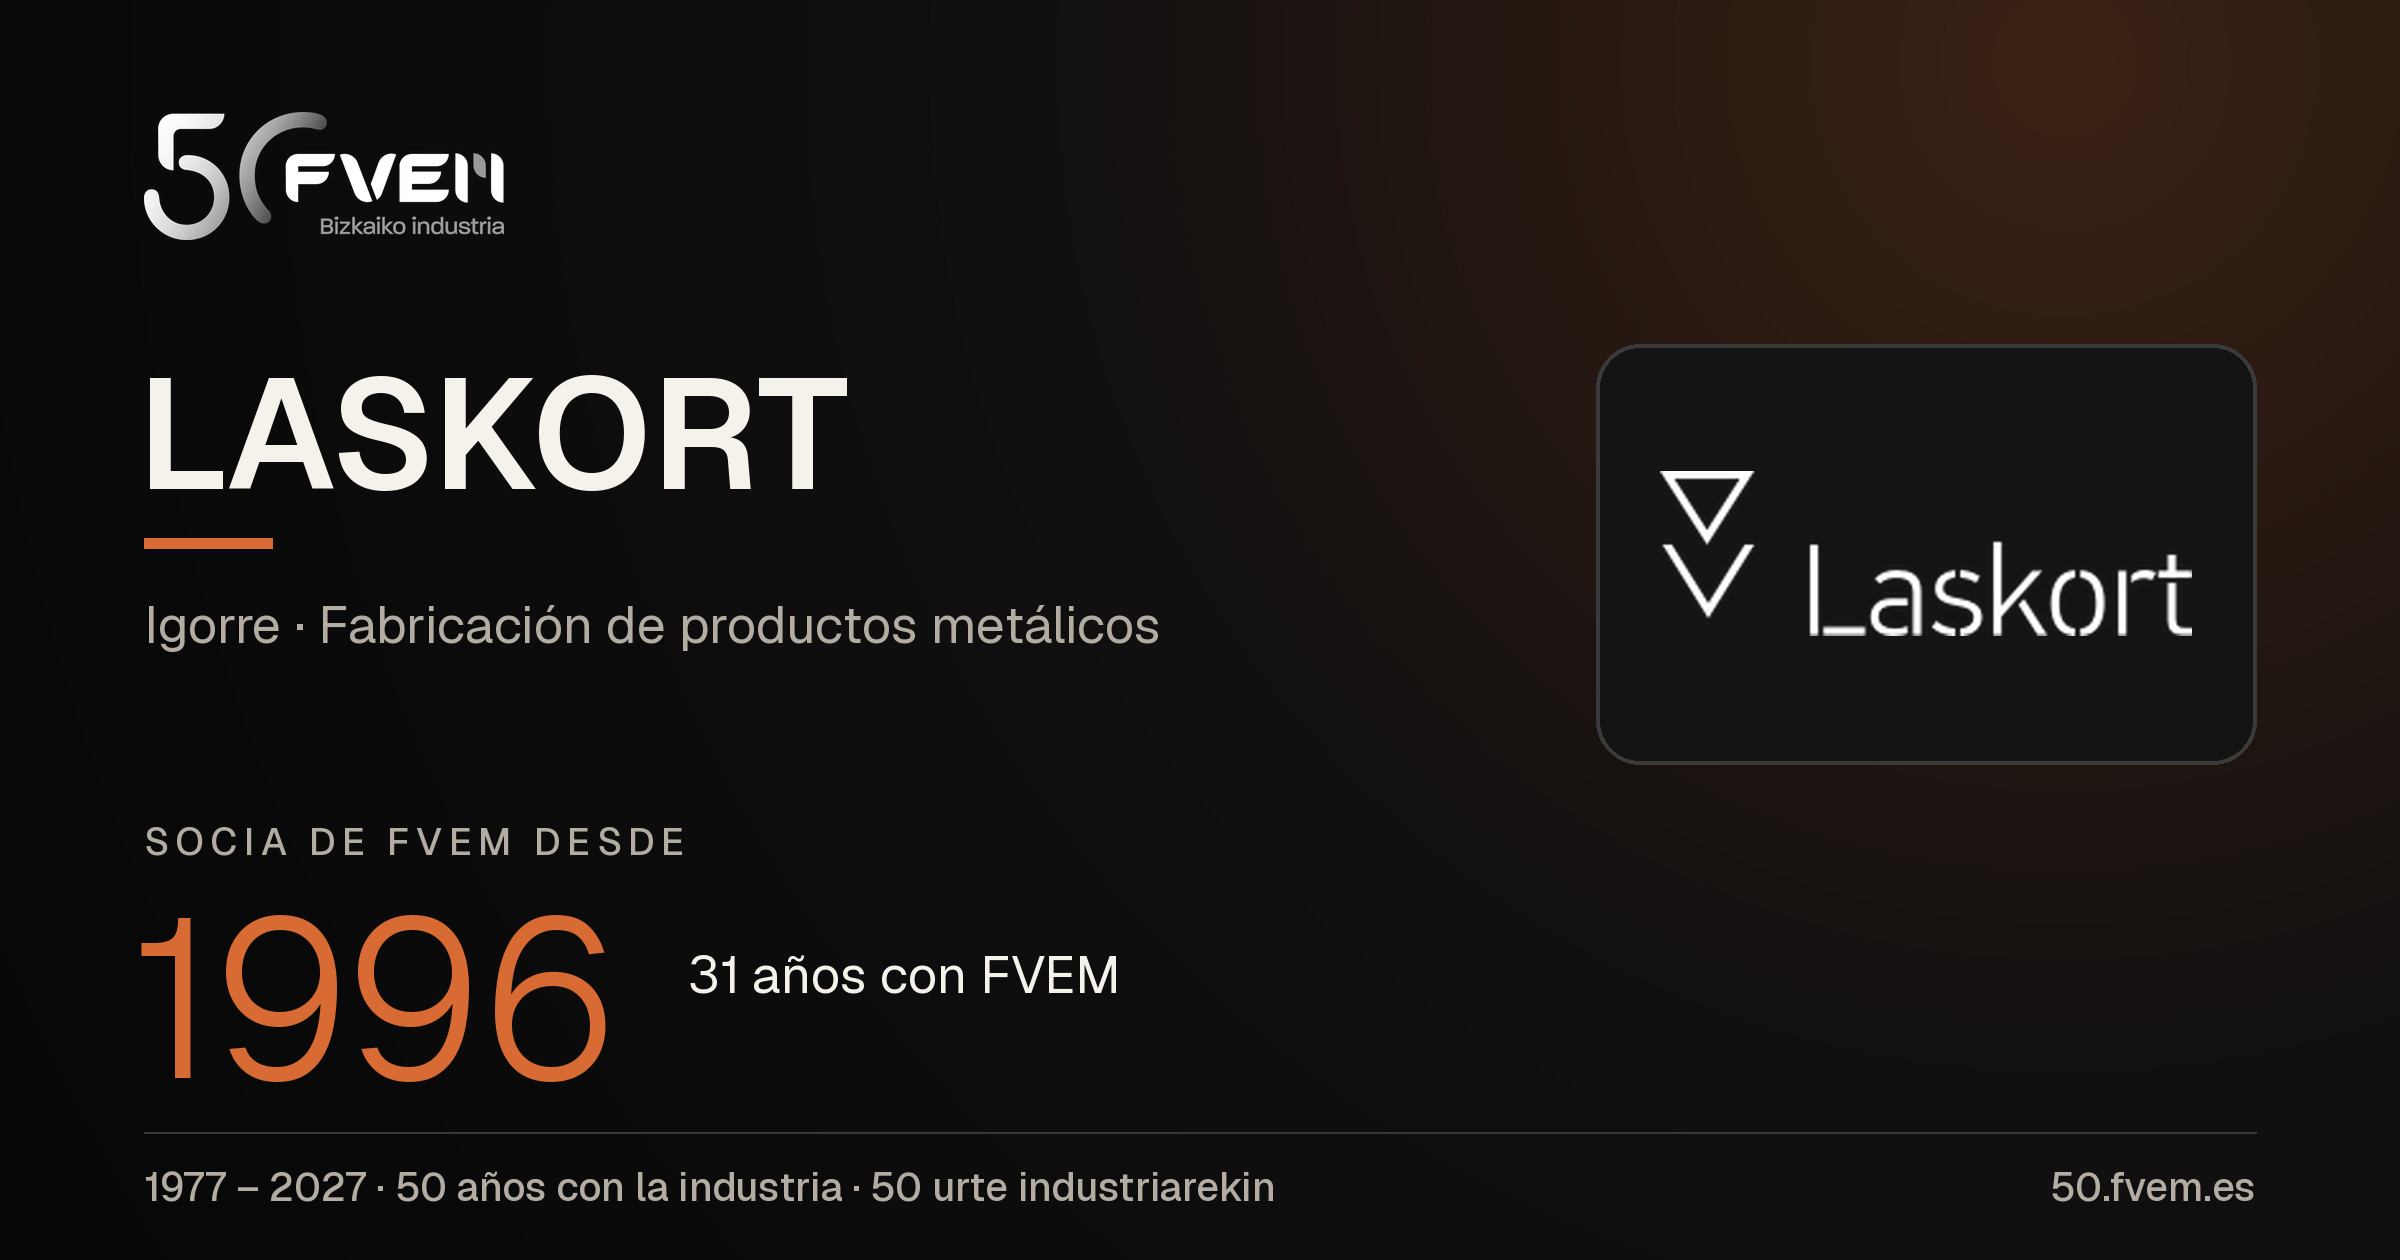 50 FVEM
Bizkaiko industria
LASKORT
Igorre · Fabricación de productos metálicos
Laskort
SOCIA DE FVEM DESDE
1996
31 años con FVEM
1977 – 2027 · 50 años con la industria · 50 urte industriarekin
50.fvem.es